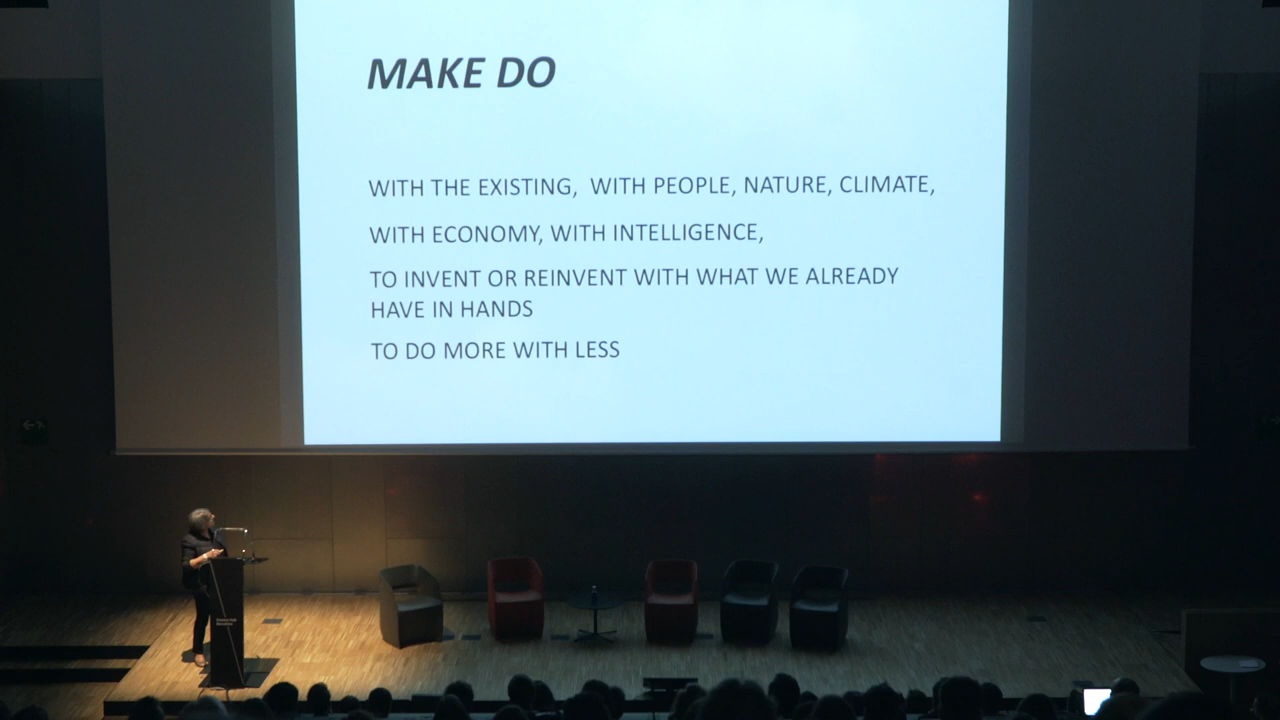 MAKE DO
WITH THE EXISTING, WITH PEOPLE, NATURE, CLIMATE,
WITH ECONOMY, WITH INTELLIGENCE,
TO INVENT OR REINVENT WITH WHAT WE ALREADY
HAVE IN HANDS
TO DO MORE WITH LESS